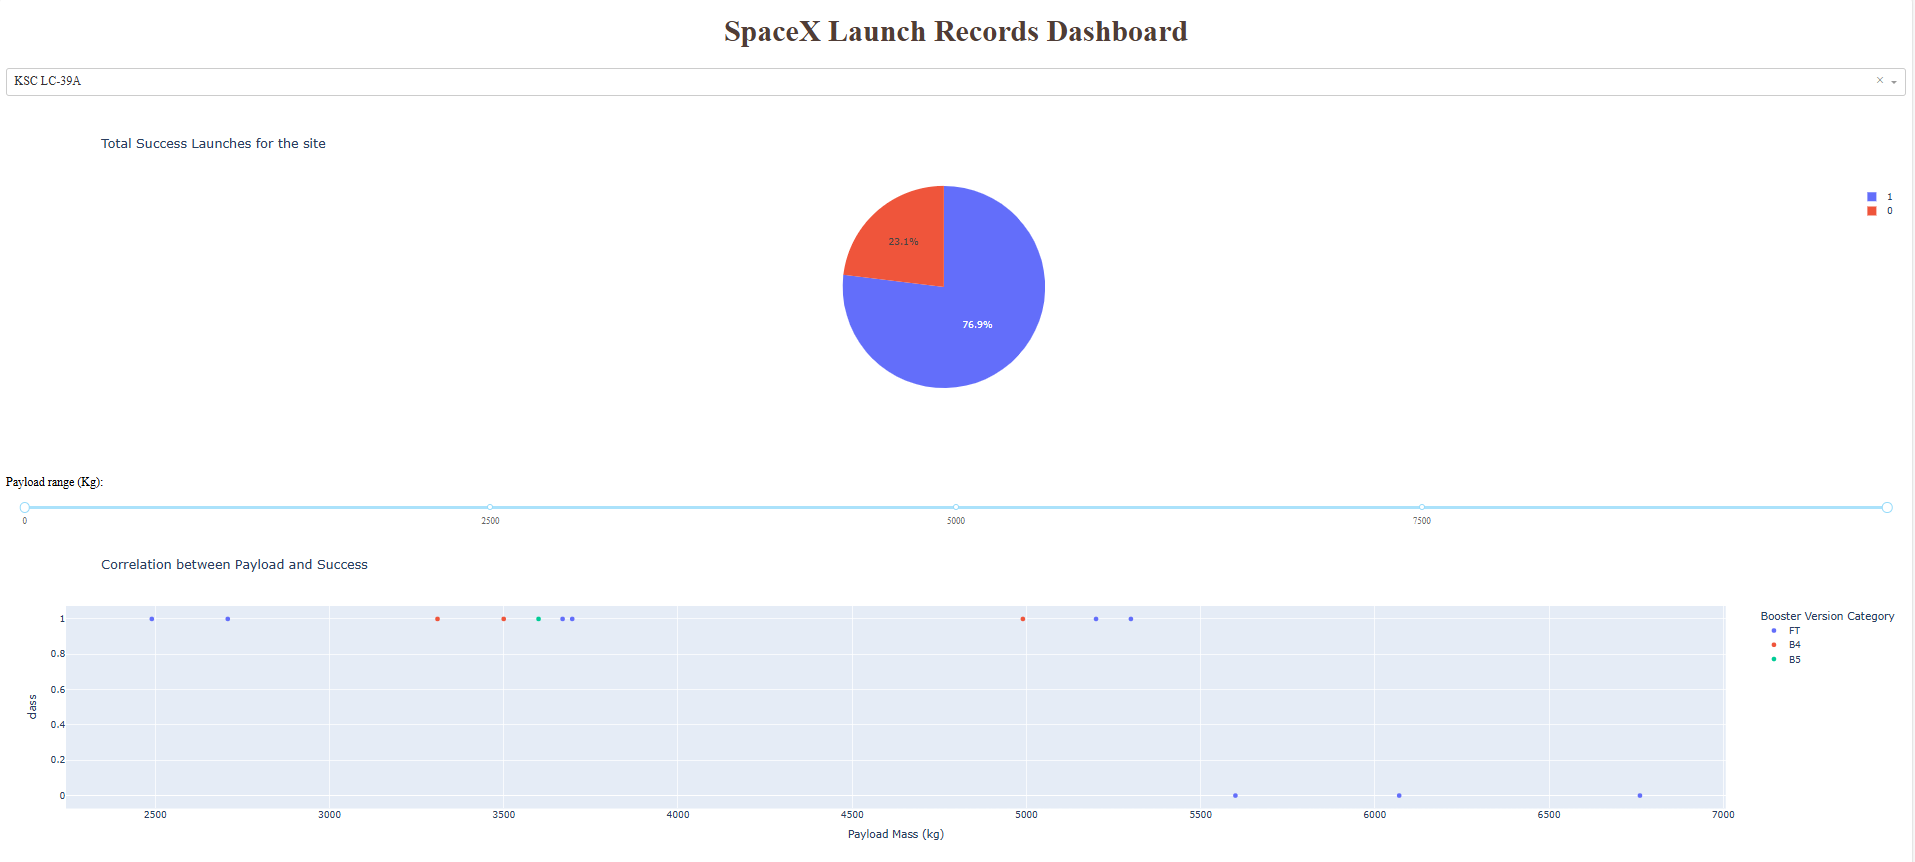 SpaceX Launch Records Dashboard
KSC LC-39A
×
Total Success Launches for the site
1
0
23.1%
76.9%
Payload range (Kg):
0 2500 5000 7500
Correlation between Payload and Success
Booster Version Category
FT
B4
B5
1
0.8
0.6
0.4
0.2
0
class
2500 3000 3500 4000 4500 5000 5500 6000 6500 7000
Payload Mass (kg)